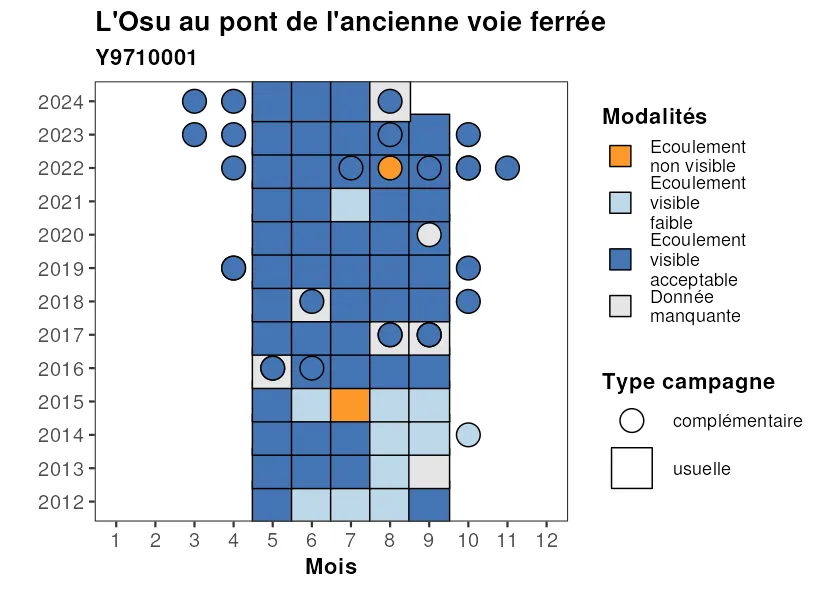 L'Osu au pont de l'ancienne voie ferrée
Y9710001
2024
2023
2022
2021
2020
2019
2018
2017
2016
2015
2014
2013
2012
1 2 3 4 5 6 7 8 9 10 11 12
Mois
Modalités
Ecoulement
non visible
Ecoulement
visible
faible
Ecoulement
visible
acceptable
Donnée
manquante
Type campagne
complémentaire
usuelle